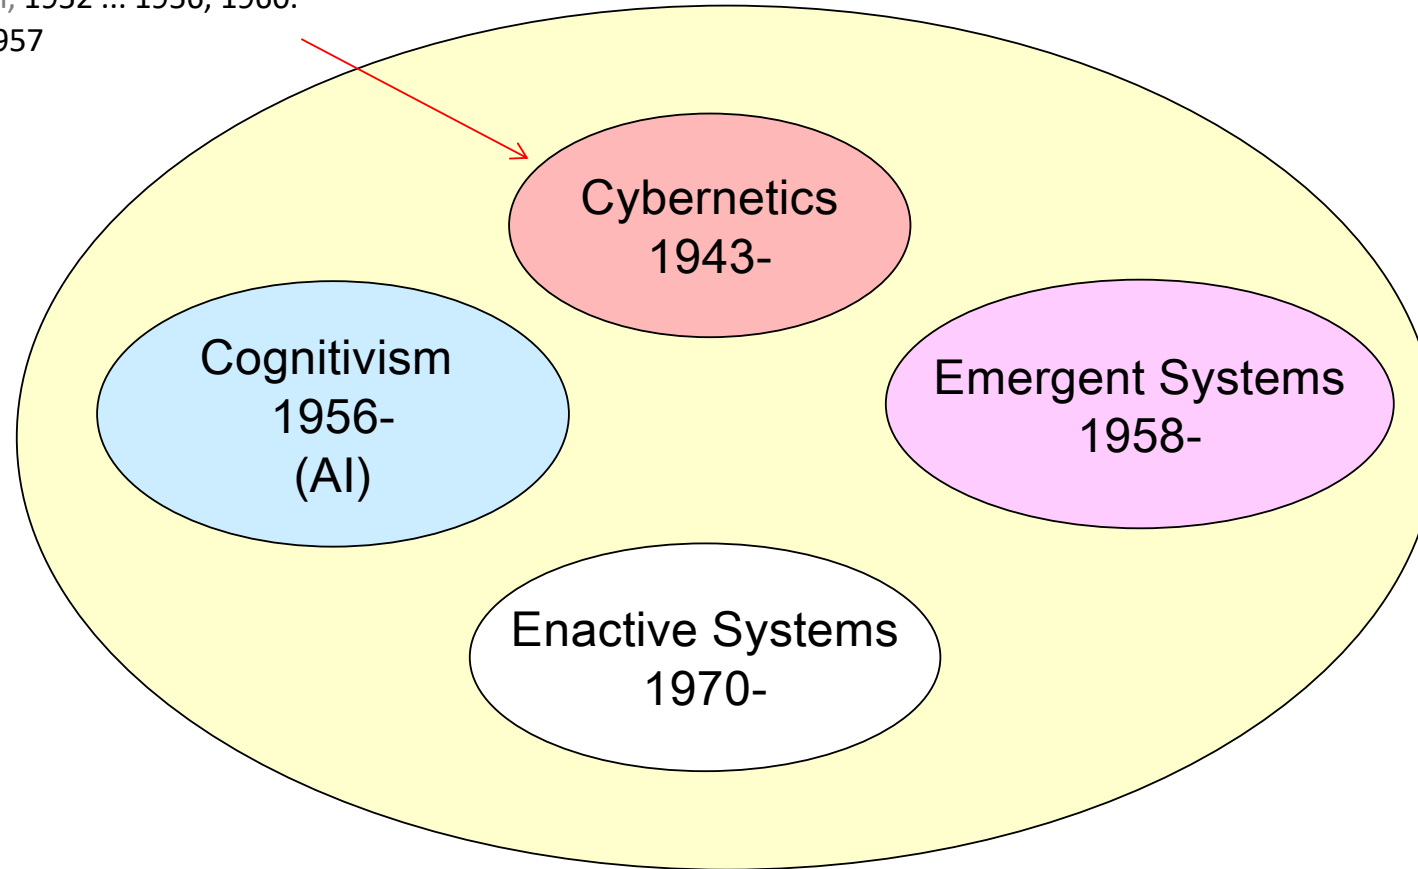 1952 ... 1956, 1960.
957
Cybernetics
1943-
Cognitivism
1956-
(AI)
Emergent Systems
1958-
Enactive Systems
1970-